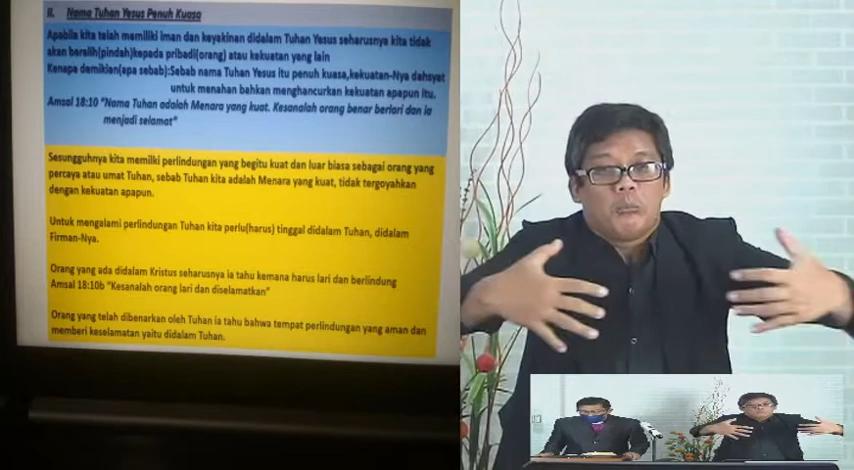 II. Nama Tuhan Yesus Penuh Kuasa
Apabila kita telah memiliki iman dan keyakinan didalam Tuhan Yesus seharusnya kita tidak
akan beralih(pindah)kepada pribadi(orang) atau kekuatan yang lain
Kenapa demikian(apa sebab):Sebab nama Tuhan Yesus itu penuh kuasa,kekuatan-Nya dahsyat
untuk menahan bahkan menghancurkan kekuatan apapun itu.
Amsal 18:10 "Nama Tuhan adalah Menara yang kuat. Kesanalah orang benar berlari dan ia
menjadi selamat"
Sesungguhnya kita memilki perlindungan yang begitu kuat dan luar biasa sebagai orang yang
percaya atau umat Tuhan, sebab Tuhan kita adalah Menara yang kuat, tidak tergoyahkan
dengan kekuatan apapun.
Untuk mengalami perlindungan Tuhan kita perlu(harus) tinggal didalam Tuhan, didalam
Firman-Nya.
Orang yang ada didalam Kristus seharusnya ia tahu kemana harus lari dan berlindung
Amsal 18:10b "Kesanalah orang lari dan diselamatkan"
Orang yang telah dibenarkan oleh Tuhan ia tahu bahwa tempat perlindungan yang aman dan
memberi keselamatan yaitu didalam Tuhan.